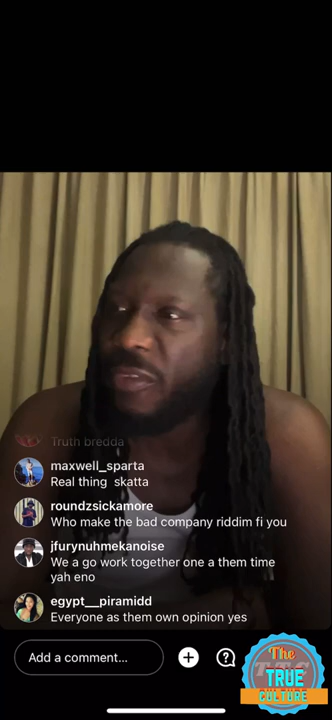 Truth bredda
maxwell_sparta
Real thing skatta
roundzsickamore
Who make the bad company riddim fi you
jfurynuhmekanoise
We a go work together one a them time
yah eno
egypt__piramidd
Everyone as them own opinion yes
Add a comment...
The
T.T.C
TRUE
CULTURE